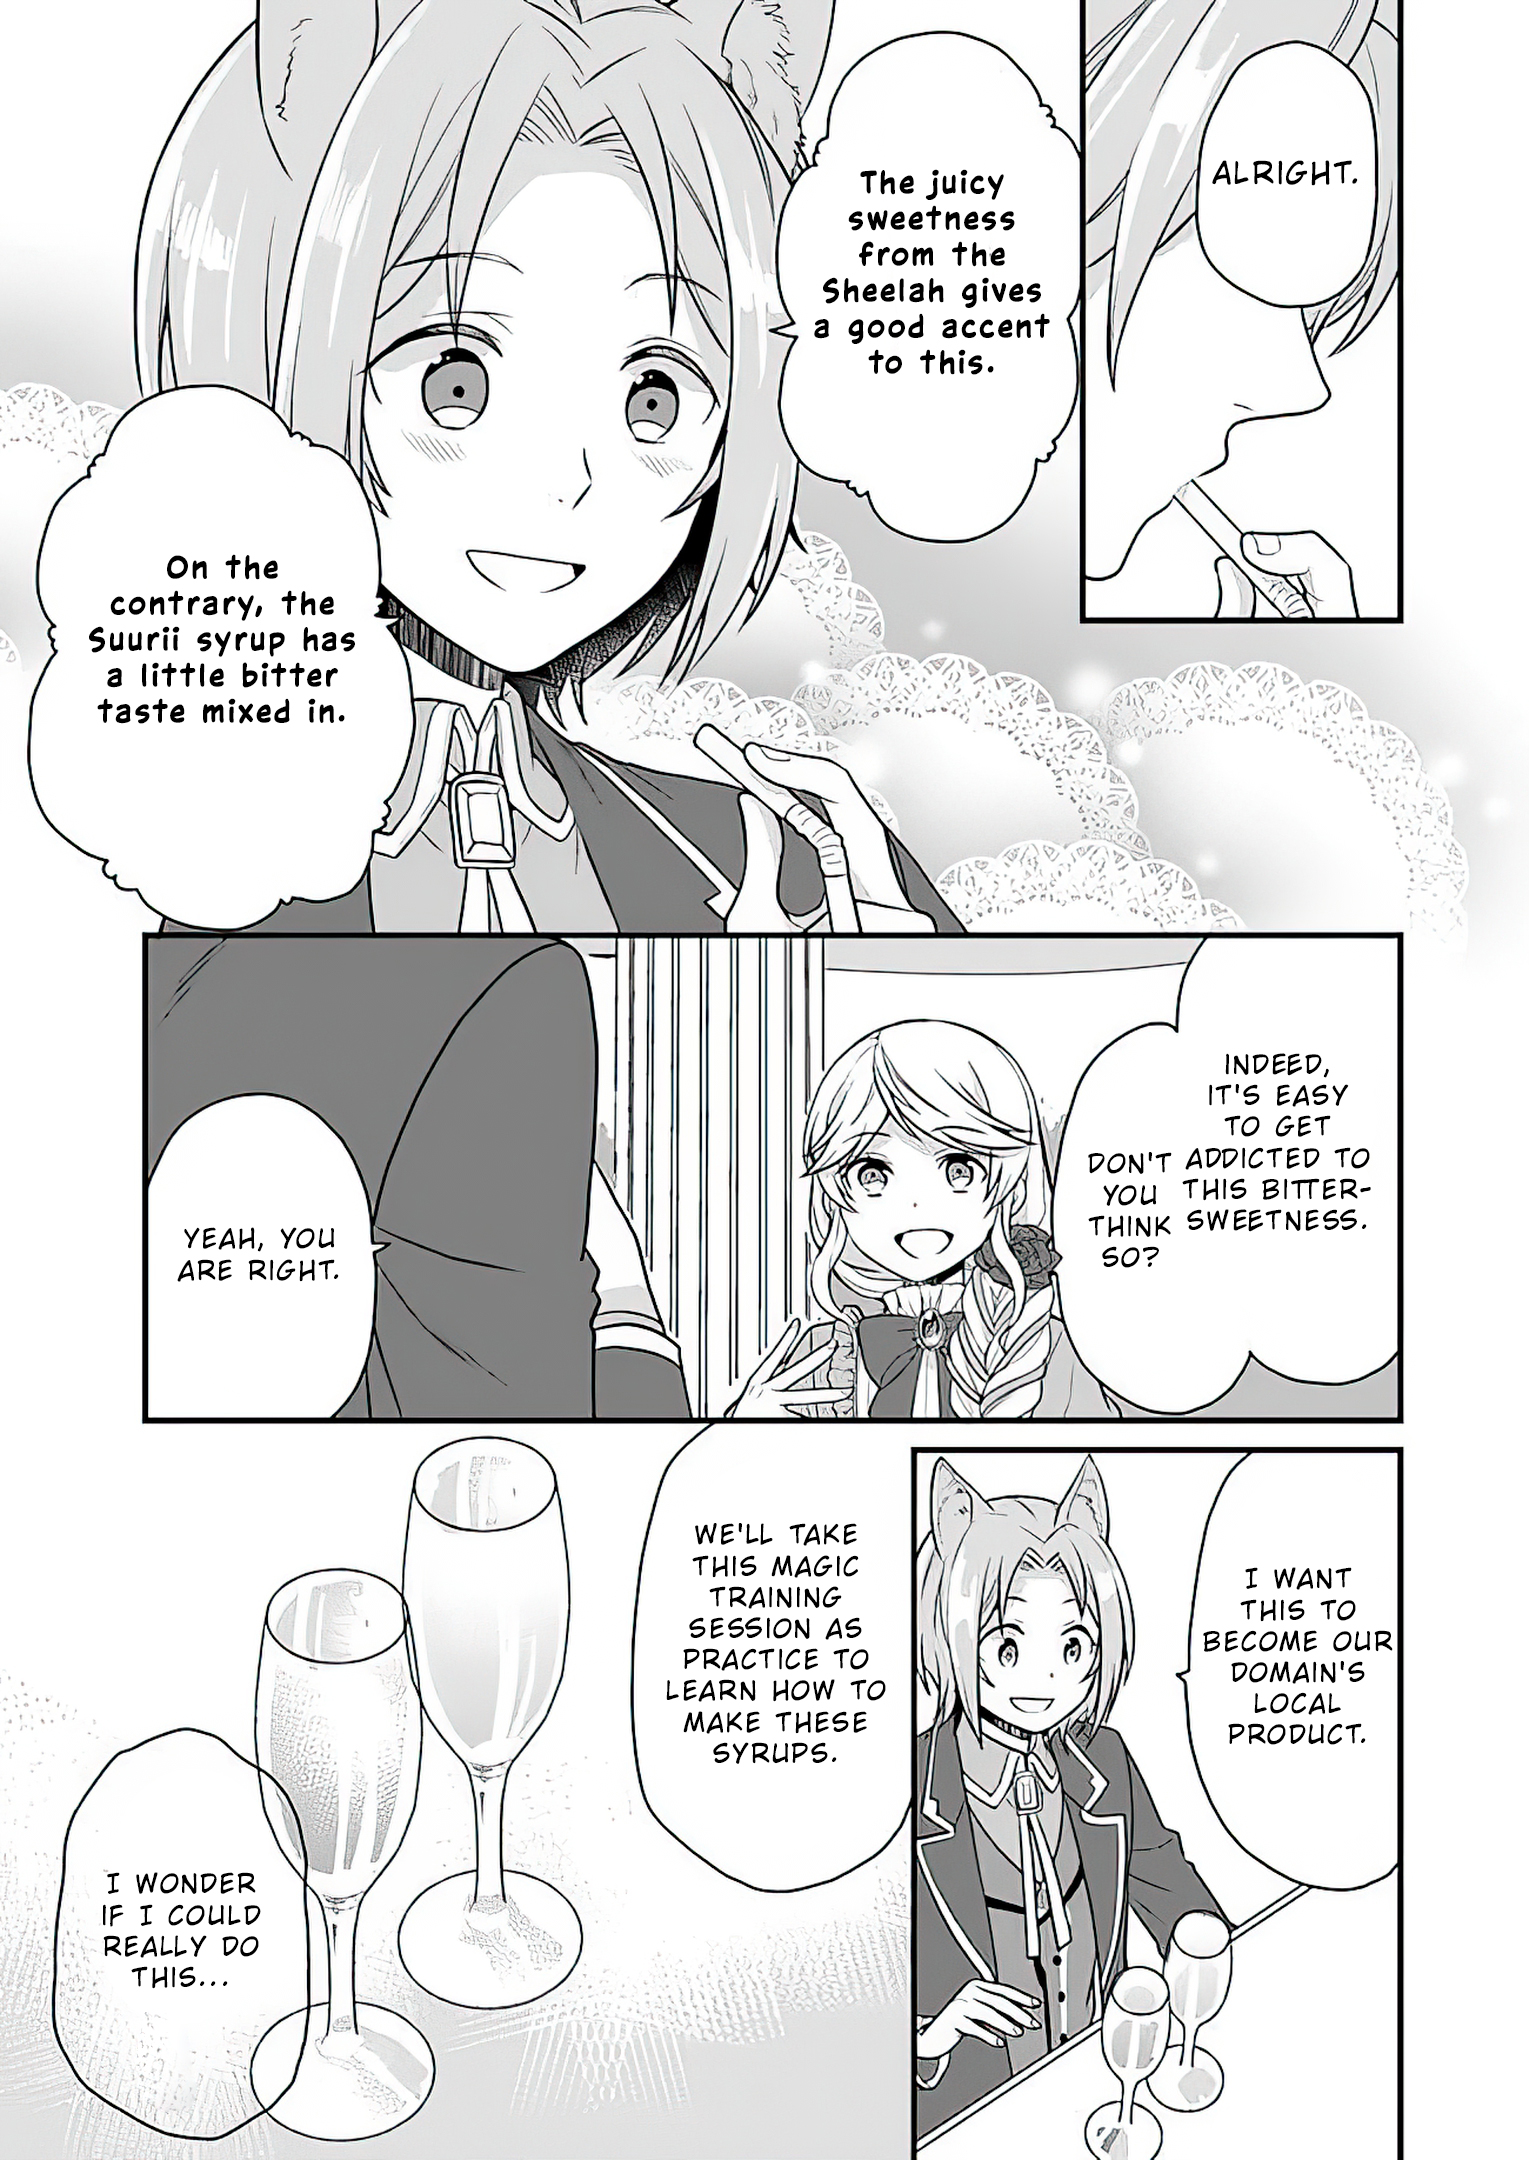 ALRIGHT.
The juicy
sweetness
from the
Sheelah gives
a good accent
to this.
On the
contrary, the
Suurii syrup has
a little bitter
taste mixed in.
INDEED,
IT'S EASY
TO GET
ADDICTED TO
THIS BITTER-
SWEETNESS.
DON'T
YOU
THINK
SO?
YEAH, YOU
ARE RIGHT.
I WANT
THIS TO
BECOME OUR
DOMAIN'S
LOCAL
PRODUCT.
WE'LL TAKE
THIS MAGIC
TRAINING
SESSION AS
PRACTICE TO
LEARN HOW TO
MAKE THESE
SYRUPS.
I WONDER
IF I COULD
REALLY DO
THIS...